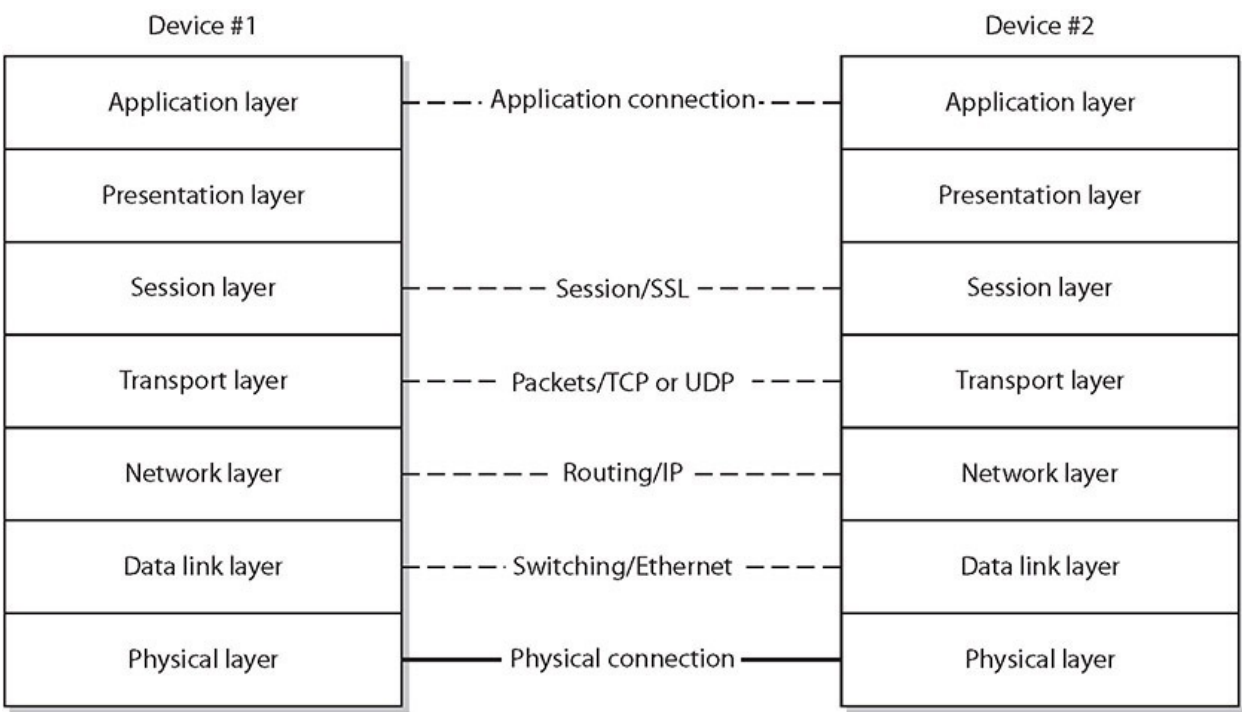 Device #1
Device #2
Application layer
Application connection
Application layer
Presentation layer
Presentation layer
Session layer
Session/SSL
Session layer
Transport layer
Packets/TCP or UDP
Transport layer
Network layer
Routing/IP
Network layer
Data link layer
Switching/Ethernet
Data link layer
Physical layer
Physical connection
Physical layer